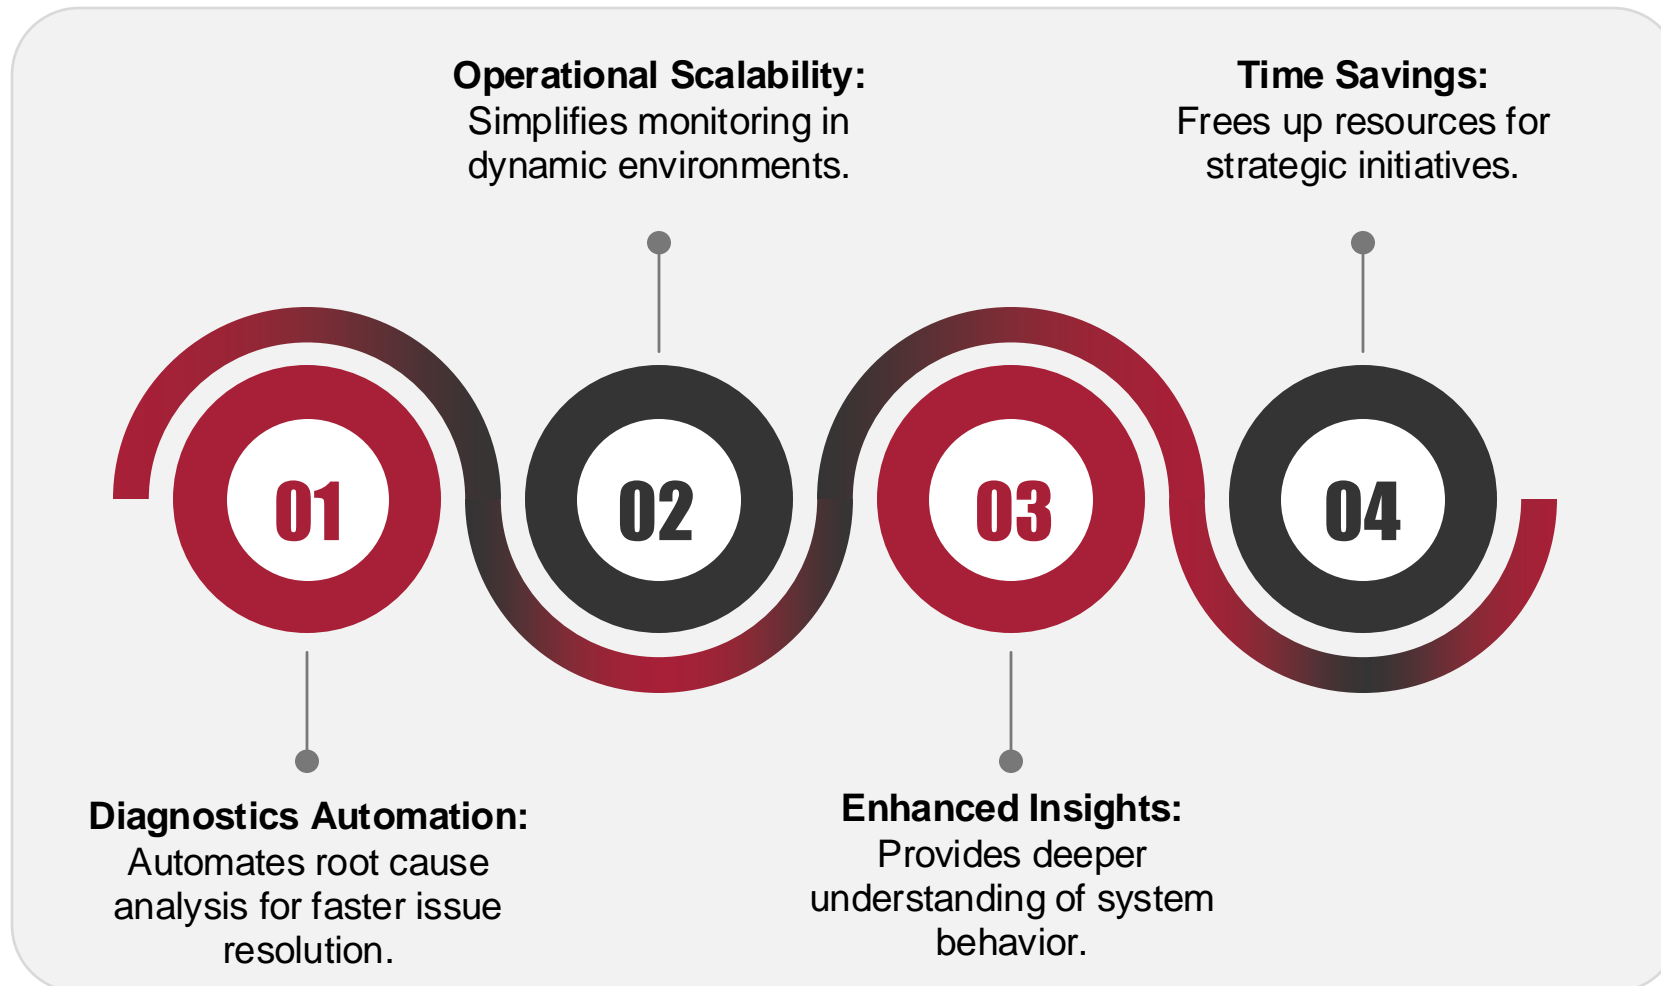 Operational Scalability:
Simplifies monitoring in
dynamic environments.
Time Savings:
Frees up resources for
strategic initiatives.
01
02
03
04
Diagnostics Automation:
Automates root cause
analysis for faster issue
resolution.
Enhanced Insights:
Provides deeper
understanding of system
behavior.